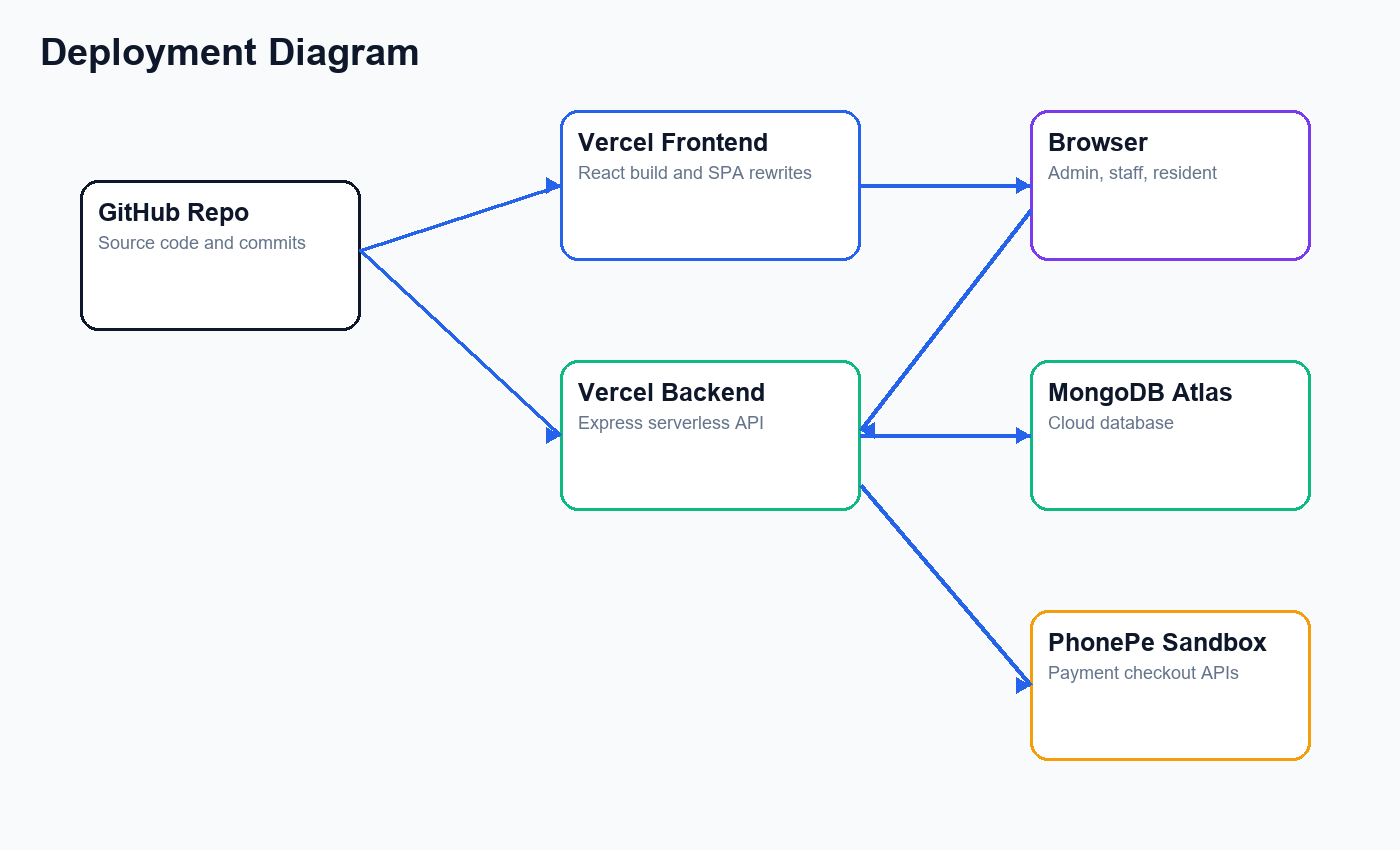 Deployment Diagram
GitHub Repo
Source code and commits
Vercel Frontend
React build and SPA rewrites
Browser
Admin, staff, resident
Vercel Backend
Express serverless API
MongoDB Atlas
Cloud database
PhonePe Sandbox
Payment checkout APIs